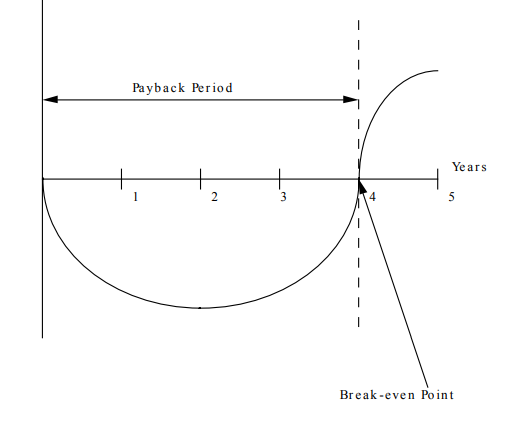 Payback Period
Years
1 2 3 4 5
Break-even Point